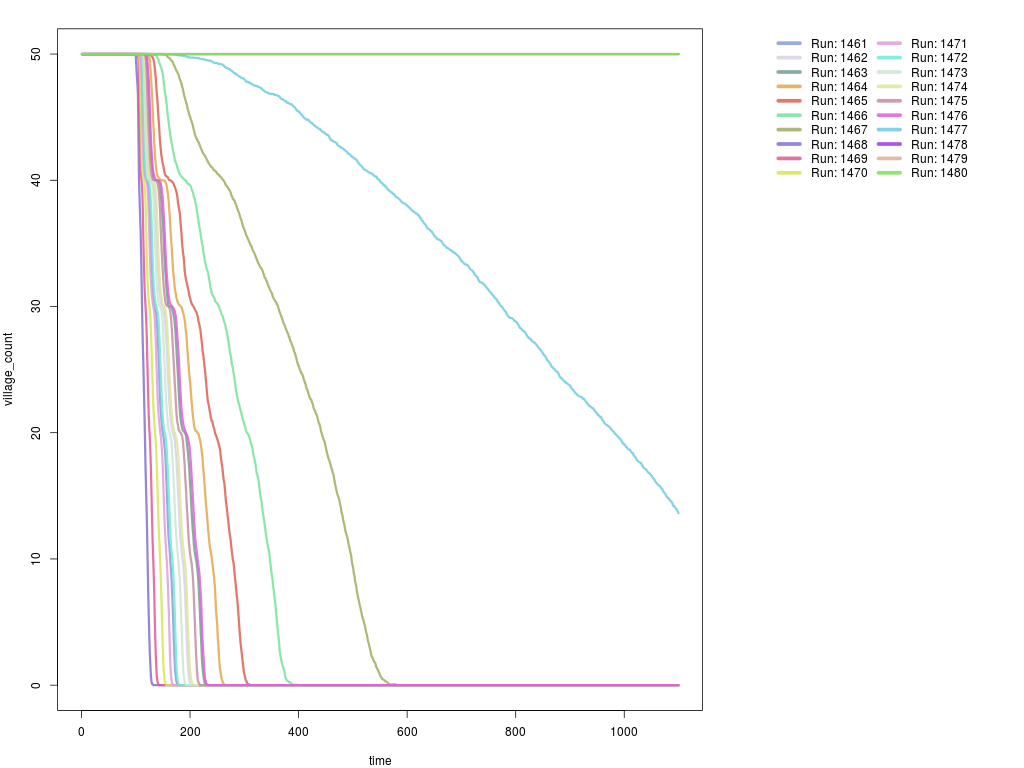 village_count
50
40
30
20
10
0
0 200 400 600 800 1000
time
Run: 1461 Run: 1471
Run: 1462 Run: 1472
Run: 1463 Run: 1473
Run: 1464 Run: 1474
Run: 1465 Run: 1475
Run: 1466 Run: 1476
Run: 1467 Run: 1477
Run: 1468 Run: 1478
Run: 1469 Run: 1479
Run: 1470 Run: 1480